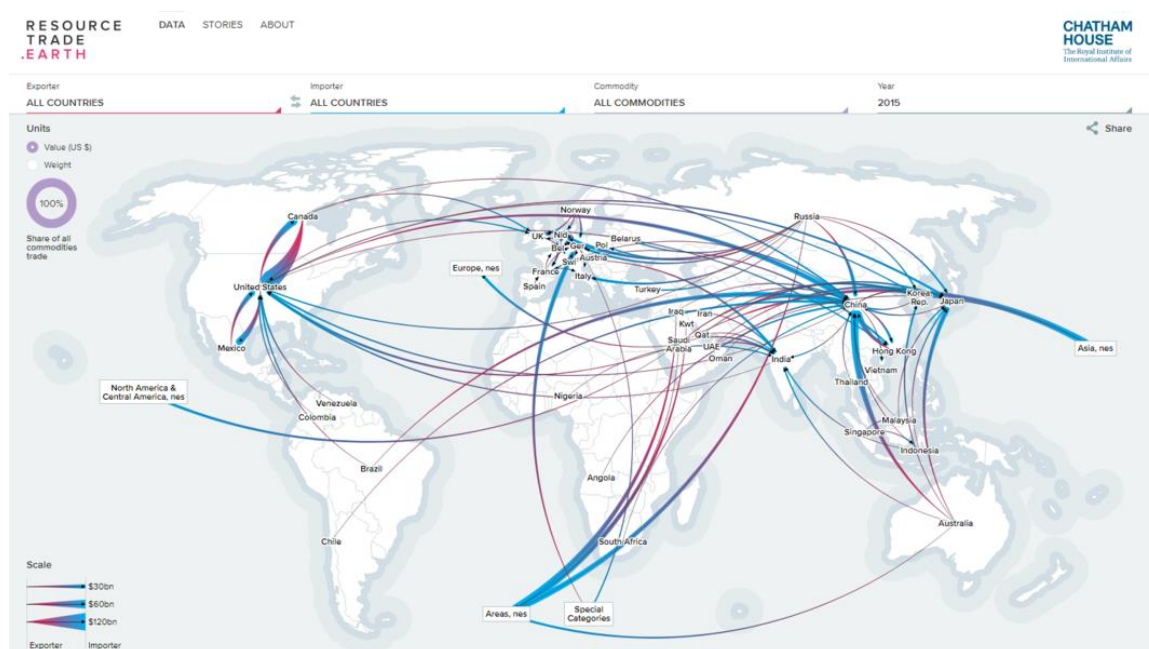 RESOURCE
TRADE
.EARTH
DATA STORIES ABOUT
CHATHAM
HOUSE
The Royal Institute of
International Affairs
Exporter
ALL COUNTRIES
Importer
ALL COUNTRIES
Commodity
ALL COMMODITIES
Year
2015
Units
Value (US $)
Weight
100%
Share of all
commodities
trade
Share
Canada
United States
Mexico
North America &
Central America, nes
Venezuela
Colombia
Brazil
Chile
Norway
UK
Nld
Bel
Ger
Pol
Belarus
Swi
Austria
France
Italy
Spain
Europe, nes
Turkey
Russia
Iraq
Iran
Kwt
Qat
Saudi
Arabia
UAE
Oman
India
China
Korea
Rep.
Japan
Hong Kong
Vietnam
Thailand
Malaysia
Singapore
Indonesia
Asia, nes
Nigeria
Angola
South Africa
Australia
Areas, nes
Special
Categories
Scale
$30bn
$60bn
$120bn
Exporter Importer